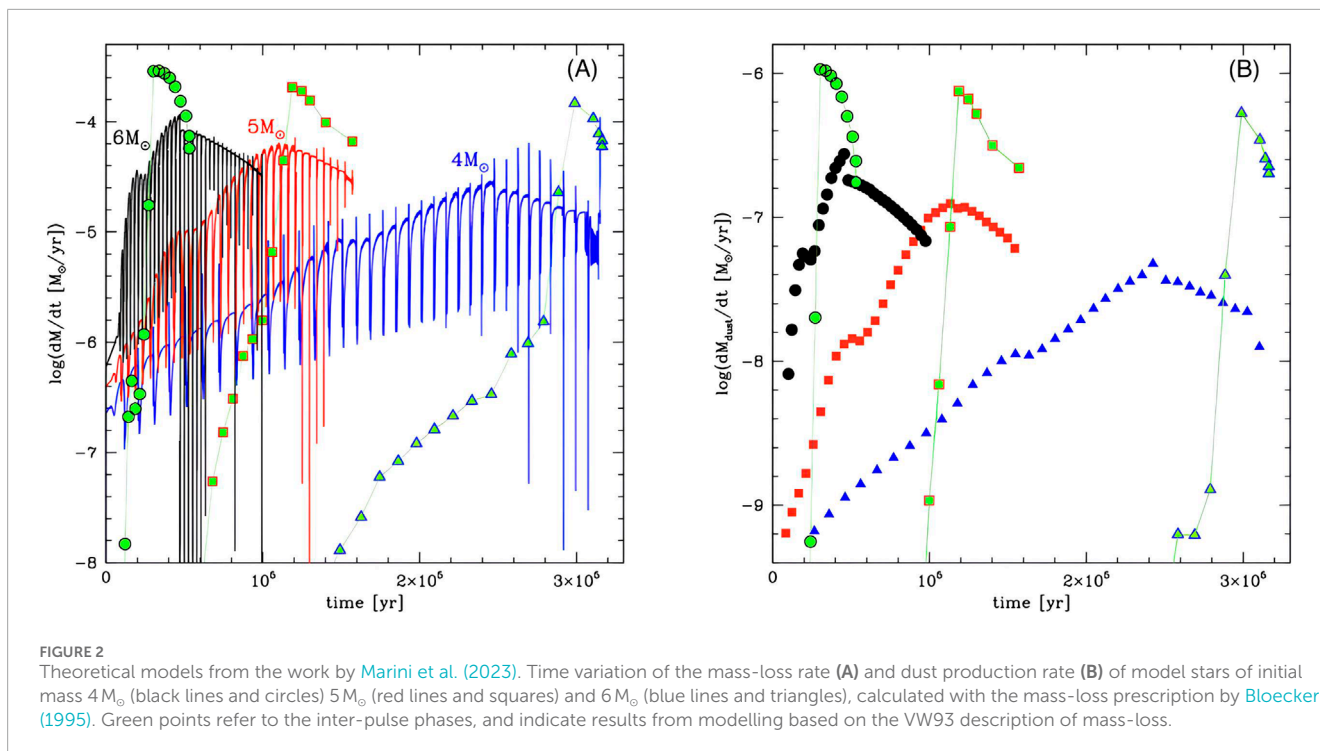 (A)
6M⊙
5M⊙
4M⊙
log(dM/dt [M⊙/yr])
-4
-5
-6
-7
-8
0
10⁶
2×10⁶
3×10⁶
time [yr]
(B)
log(dMdust/dt [M⊙/yr])
-6
-7
-8
-9
0
10⁶
2×10⁶
3×10⁶
time [yr]
FIGURE 2
Theoretical models from the work by Marini et al. (2023). Time variation of the mass-loss rate (A) and dust production rate (B) of model stars of initial
mass 4 M⊙ (black lines and circles) 5 M⊙ (red lines and squares) and 6 M⊙ (blue lines and triangles), calculated with the mass-loss prescription by Bloecker
(1995). Green points refer to the inter-pulse phases, and indicate results from modelling based on the VW93 description of mass-loss.